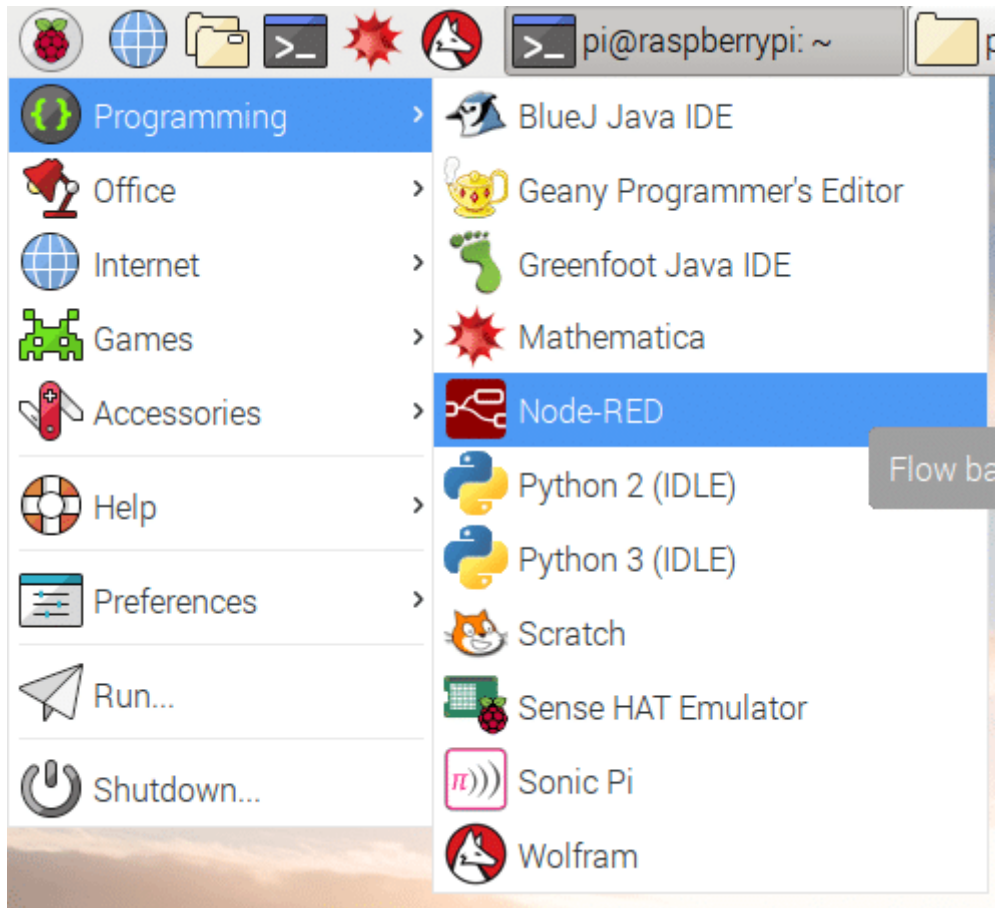 pi@raspberrypi: ~
Programming
Office
Internet
Games
Accessories
Help
Preferences
Run...
Shutdown...
BlueJ Java IDE
Geany Programmer's Editor
Greenfoot Java IDE
Mathematica
Node-RED
Flow ba
Python 2 (IDLE)
Python 3 (IDLE)
Scratch
Sense HAT Emulator
Sonic Pi
Wolfram